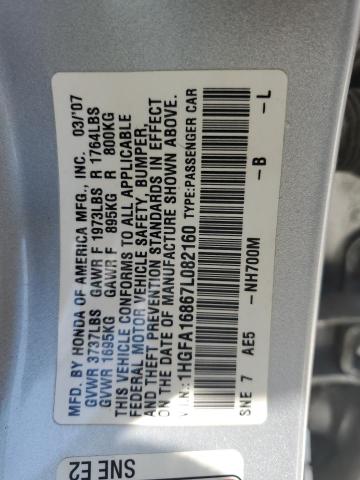 MFD. BY HONDA OF AMERICA MFG., INC. 03/'07
GVWR 3737LBS GAWR F 1973LBS R 1764LBS
GVWR 1695KG GAWR F 895KG R 800KG
THIS VEHICLE CONFORMS TO ALL APPLICABLE
FEDERAL MOTOR VEHICLE SAFETY, BUMPER,
AND THEFT PREVENTION STANDARDS IN EFFECT
ON THE DATE OF MANUFACTURE SHOWN ABOVE.
V.I.N.: 1HGFA16867L082160 TYPE:PASSENGER CAR
SNE 7 AE5 -NH700M -B -L
SNE E2